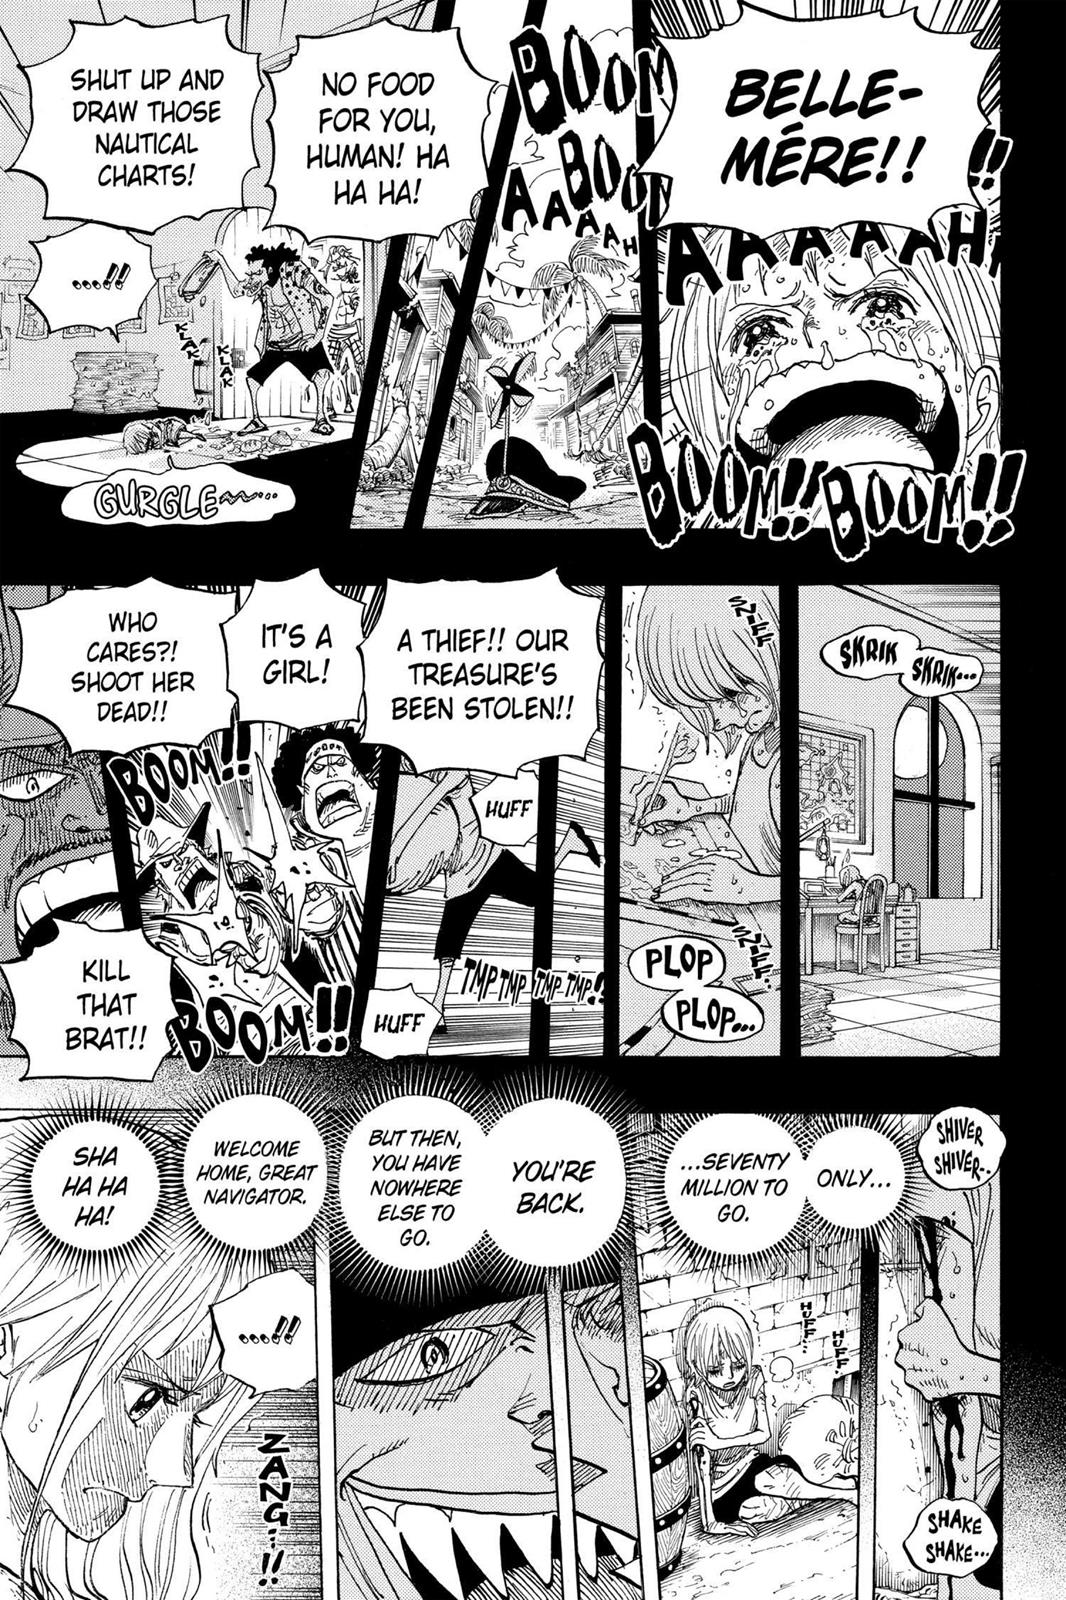 BELLE-
MÉRE!!
!!
AAAAAAH
BOOM!! BOOM!!
BOOM
BOOM
AAAAAH
NO FOOD
FOR YOU,
HUMAN! HA
HA HA!
SHUT UP AND
DRAW THOSE
NAUTICAL
CHARTS!
....!!
KLAK
KLAK
GURGLE~~...
SKRIK
SKRIK...
SNIFF
SNIFF...
PLOP
PLOP...
A THIEF!! OUR
TREASURE'S
BEEN STOLEN!!
HUFF
HUFF
TMP TMP TMP TMP!!
IT'S A
GIRL!
WHO
CARES?!
SHOOT HER
DEAD!!
BOOM!!
BOOM!!
KILL
THAT
BRAT!!
SHIVER
SHIVER..
SHAKE
SHAKE...
ONLY...
...SEVENTY
MILLION TO
GO.
HUFF...
HUFF
YOU'RE
BACK.
BUT THEN,
YOU HAVE
NOWHERE
ELSE TO
GO.
WELCOME
HOME, GREAT
NAVIGATOR.
SHA
HA HA
HA!
....!!
ZANG...!!